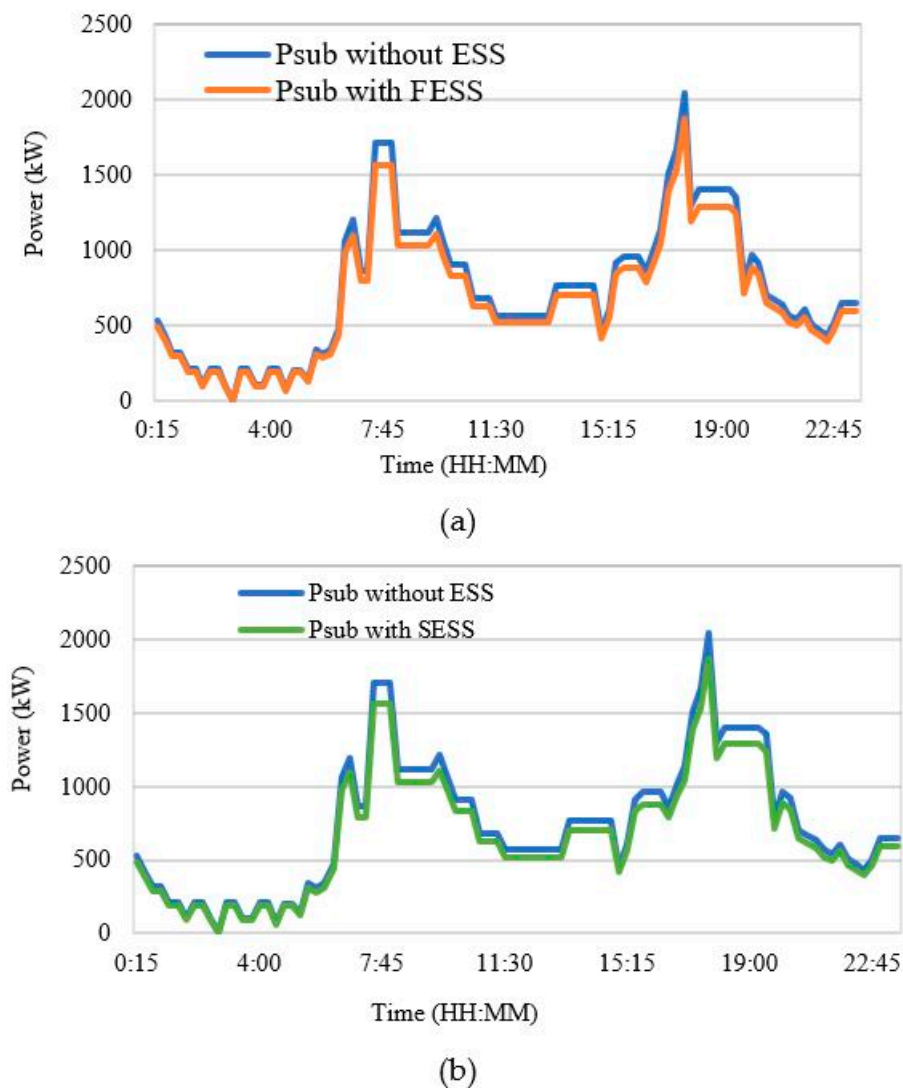 2500
Psub without ESS
Psub with FESS
2000
1500
1000
500
0
Power (kW)
0:15 4:00 7:45 11:30 15:15 19:00 22:45
Time (HH:MM)
(a)
2500
Psub without ESS
Psub with SESS
2000
1500
1000
500
0
Power (kW)
0:15 4:00 7:45 11:30 15:15 19:00 22:45
Time (HH:MM)
(b)